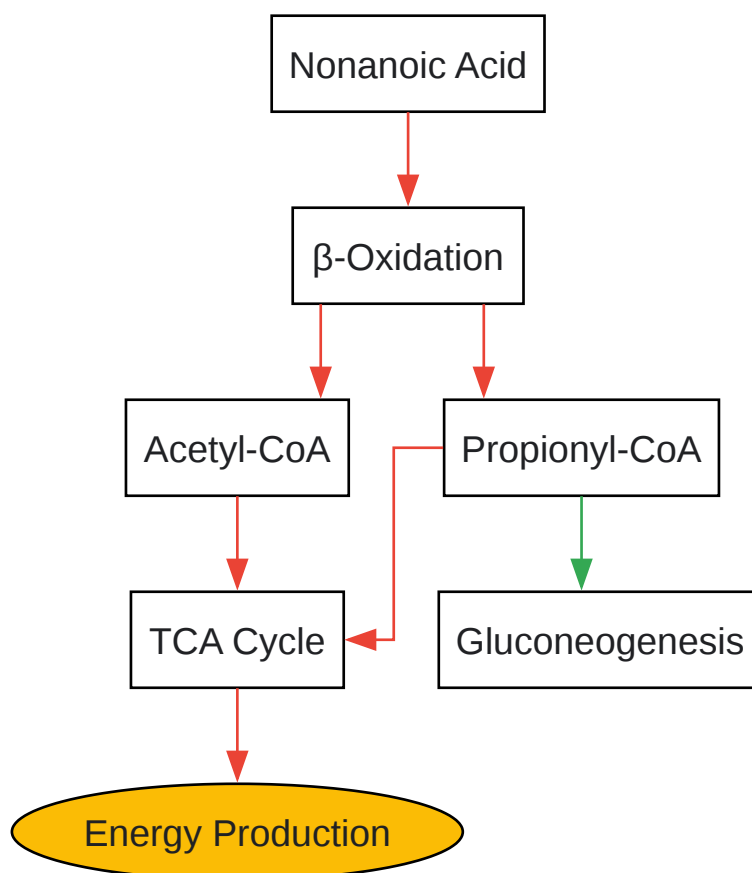 Nonanoic Acid
β-Oxidation
Acetyl-CoA
Propionyl-CoA
TCA Cycle
Gluconeogenesis
Energy Production